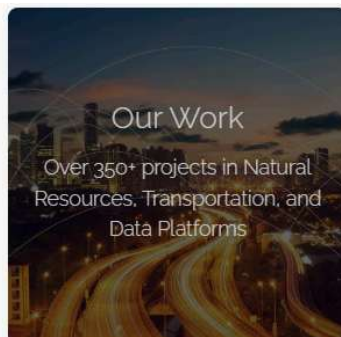 Our Work
Over 350+ projects in Natural
Resources, Transportation, and
Data Platforms